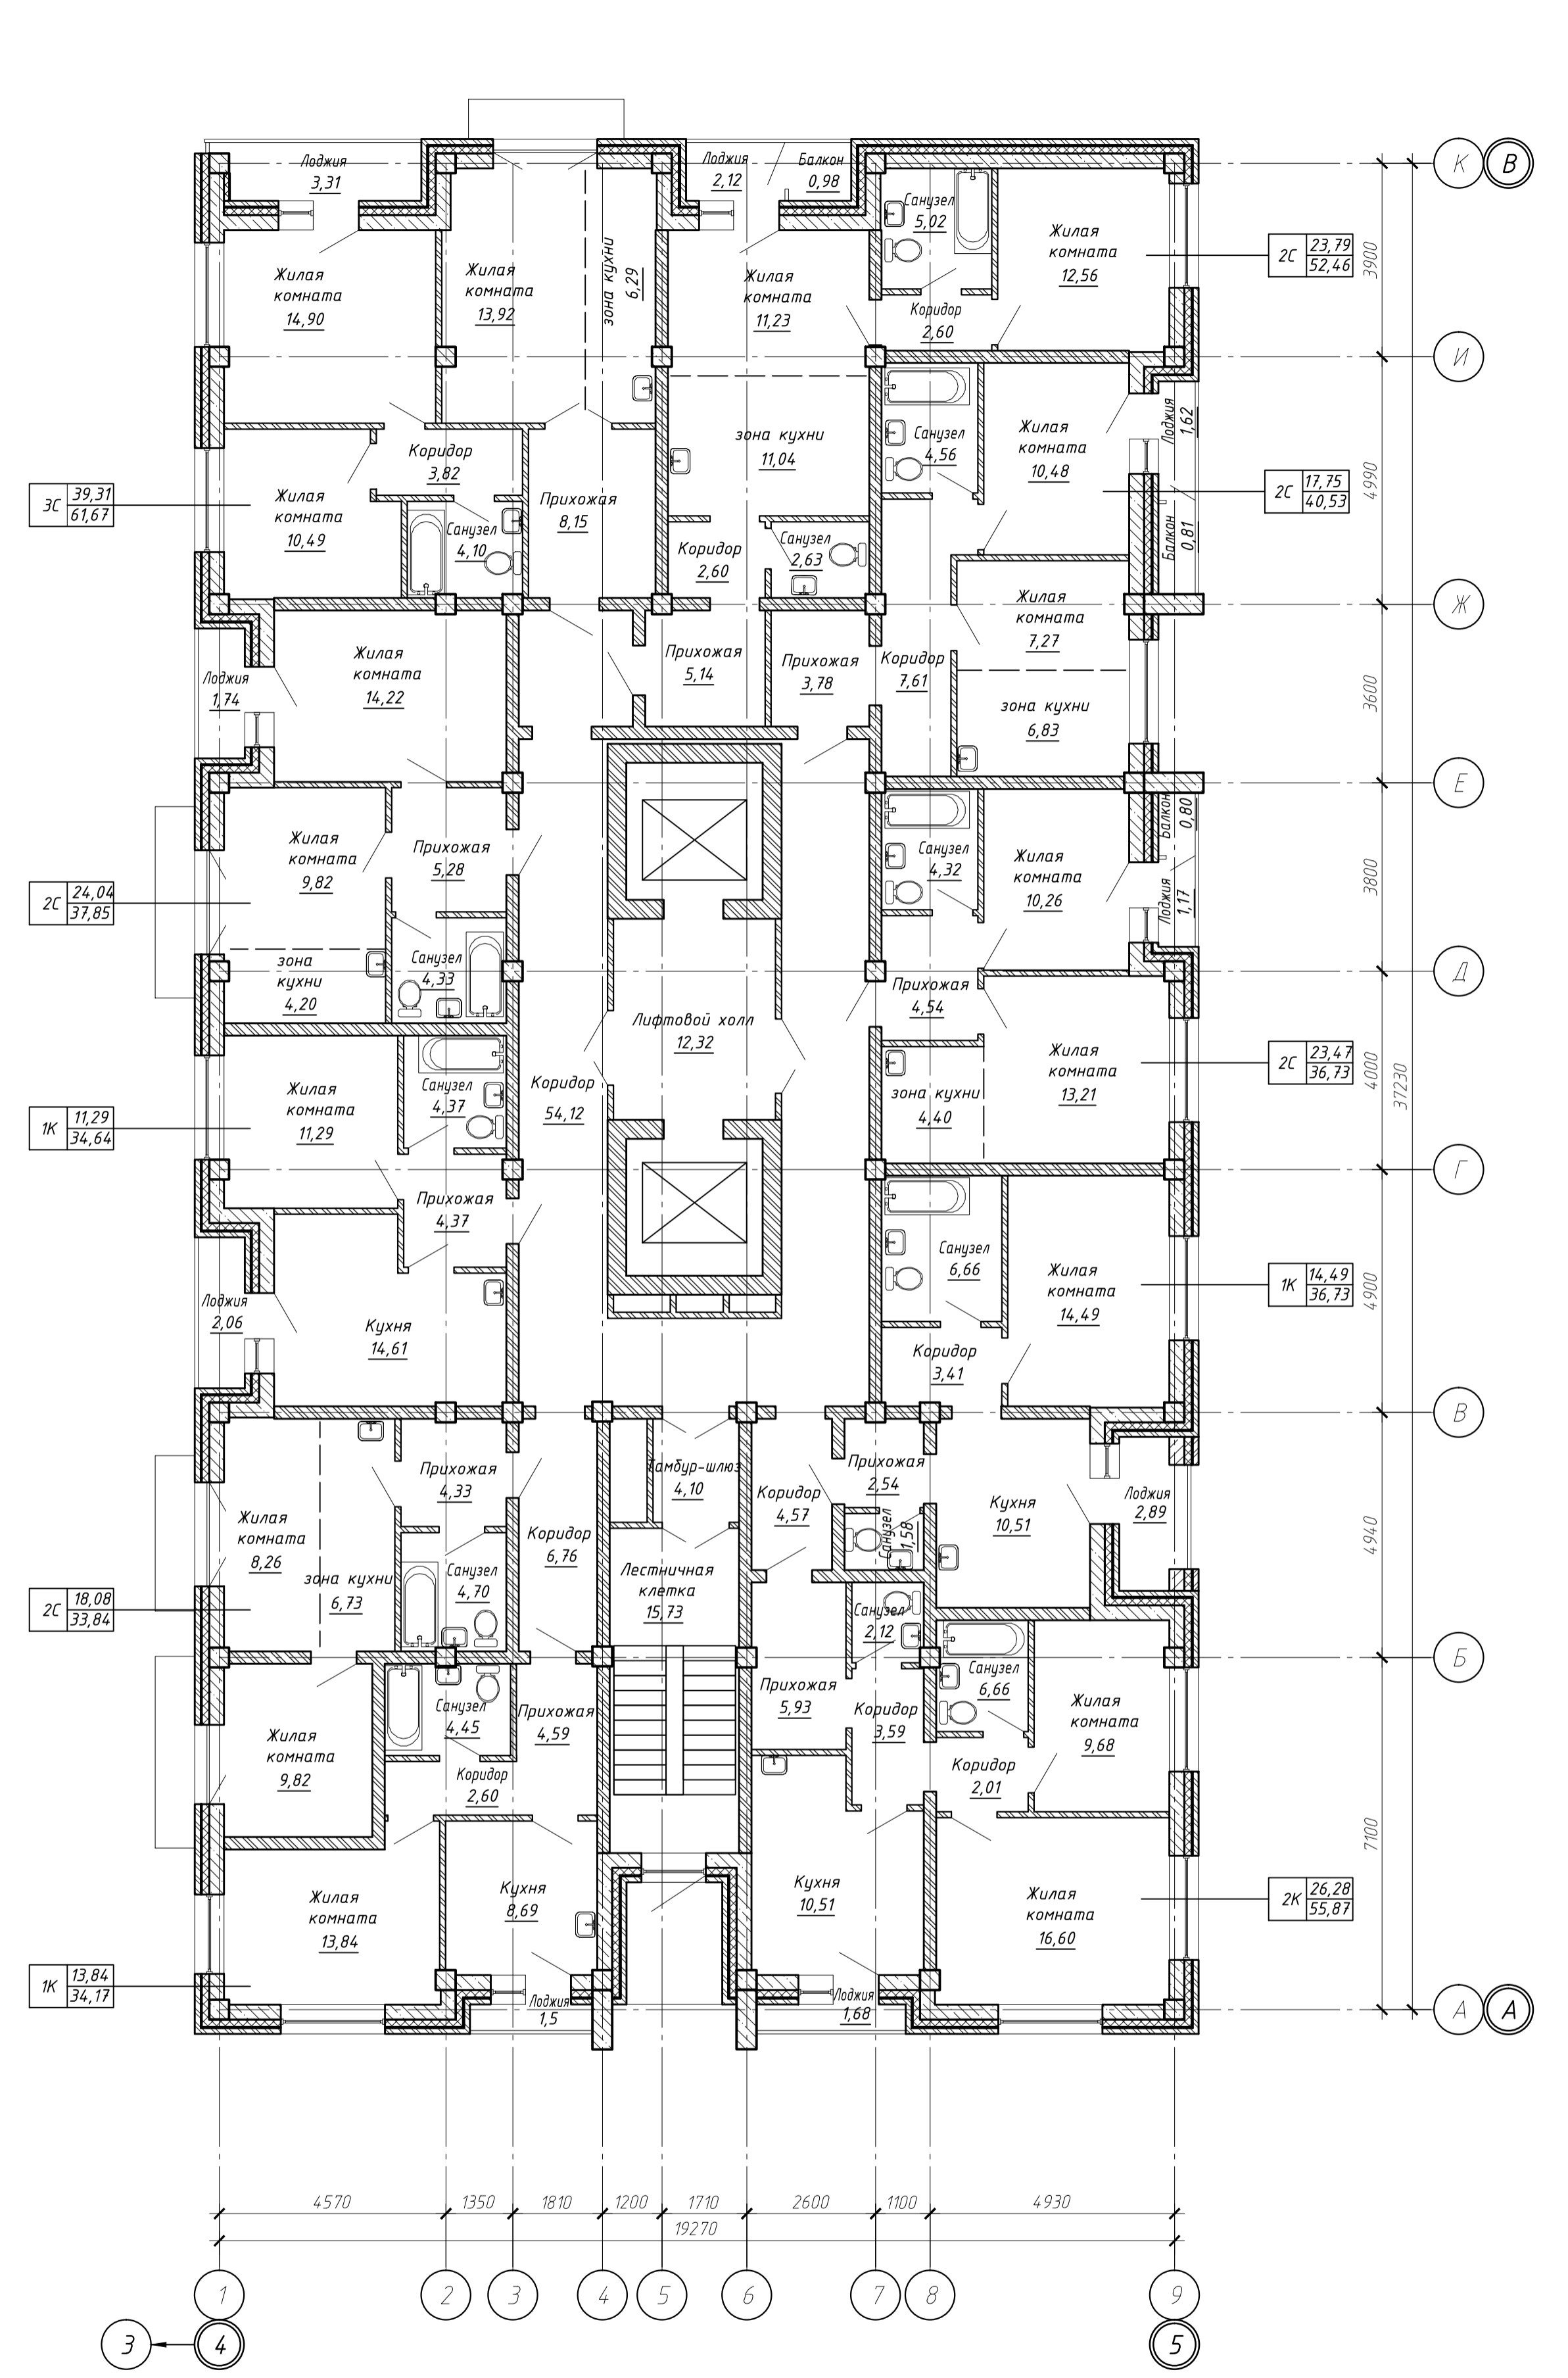 К
В
Лоджия
3,31
Лоджия
2,12
Балкон
0,98
Санузел
5,02
Жилая
комната
12,56
2С
23,79
52,46
3900
Жилая
комната
14,90
Жилая
комната
13,92
зона кухни
6,29
Жилая
комната
11,23
Коридор
2,60
И
Коридор
3,82
зона кухни
11,04
Санузел
4,56
Жилая
комната
10,48
Лоджия
1,62
2С
17,75
40,53
4990
3С
39,31
61,67
Жилая
комната
10,49
Санузел
4,10
Прихожая
8,15
Коридор
2,60
Санузел
2,63
Балкон
0,81
Ж
Жилая
комната
7,27
Лоджия
1,74
Жилая
комната
14,22
Прихожая
5,14
Прихожая
3,78
Коридор
7,61
зона кухни
6,83
3600
Е
Жилая
комната
9,82
Прихожая
5,28
Санузел
4,32
Жилая
комната
10,26
Балкон
0,80
Лоджия
1,17
3800
2С
24,04
37,85
зона
кухни
4,20
Санузел
4,33
Д
Прихожая
4,54
Лифтовой холл
12,32
Жилая
комната
13,21
2С
23,47
36,73
4000
37230
Коридор
54,12
зона кухни
4,40
1К
11,29
34,64
Жилая
комната
11,29
Санузел
4,37
Г
Прихожая
4,37
Санузел
6,66
Жилая
комната
14,49
1К
14,49
36,73
4900
Лоджия
2,06
Кухня
14,61
Коридор
3,41
В
Прихожая
4,33
Тамбур-шлюз
4,10
Коридор
4,57
Прихожая
2,54
Санузел
1,58
Кухня
10,51
Лоджия
2,89
4940
Жилая
комната
8,26
зона кухни
6,73
Санузел
4,70
Коридор
6,76
Лестничная
клетка
15,73
2С
18,08
33,84
Санузел
2,12
Б
Санузел
6,66
Жилая
комната
9,68
Санузел
4,45
Прихожая
4,59
Прихожая
5,93
Коридор
3,59
Жилая
комната
9,82
Коридор
2,60
Коридор
2,01
7100
Жилая
комната
13,84
Кухня
8,69
Кухня
10,51
Жилая
комната
16,60
2К
26,28
55,87
1К
13,84
34,17
Лоджия
1,5
Лоджия
1,68
А
А
4570
1350
1810
1200
1710
2600
1100
4930
19270
1
2
3
4
5
6
7
8
9
3
4
5